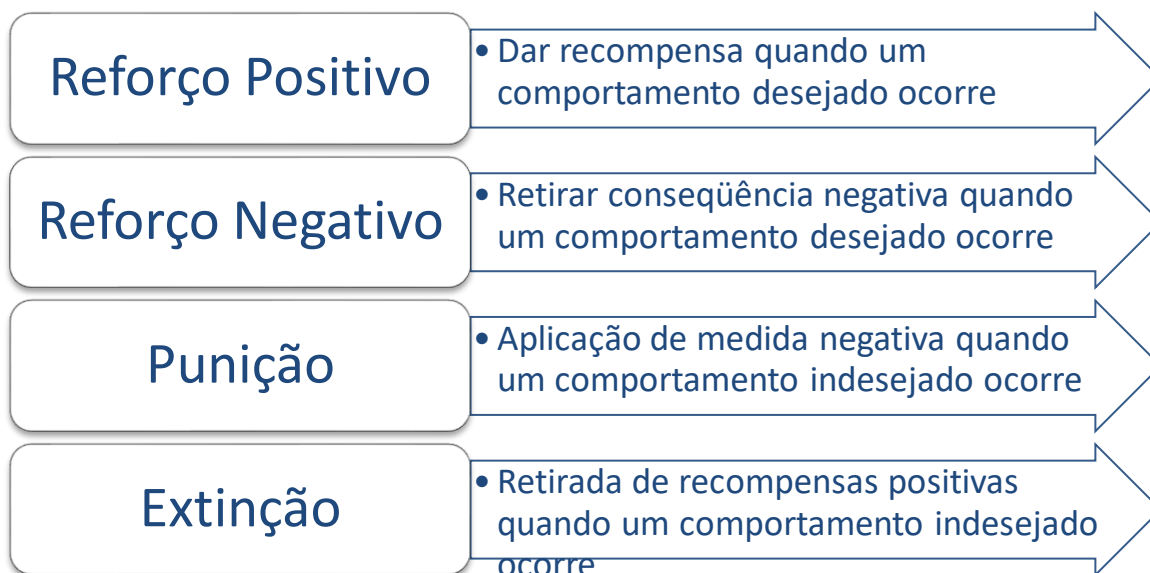 Reforço Positivo
• Dar recompensa quando um
comportamento desejado ocorre
Reforço Negativo
• Retirar conseqüência negativa quando
um comportamento desejado ocorre
Punição
• Aplicação de medida negativa quando
um comportamento indesejado ocorre
Extinção
• Retirada de recompensas positivas
quando um comportamento indesejado
ocorre